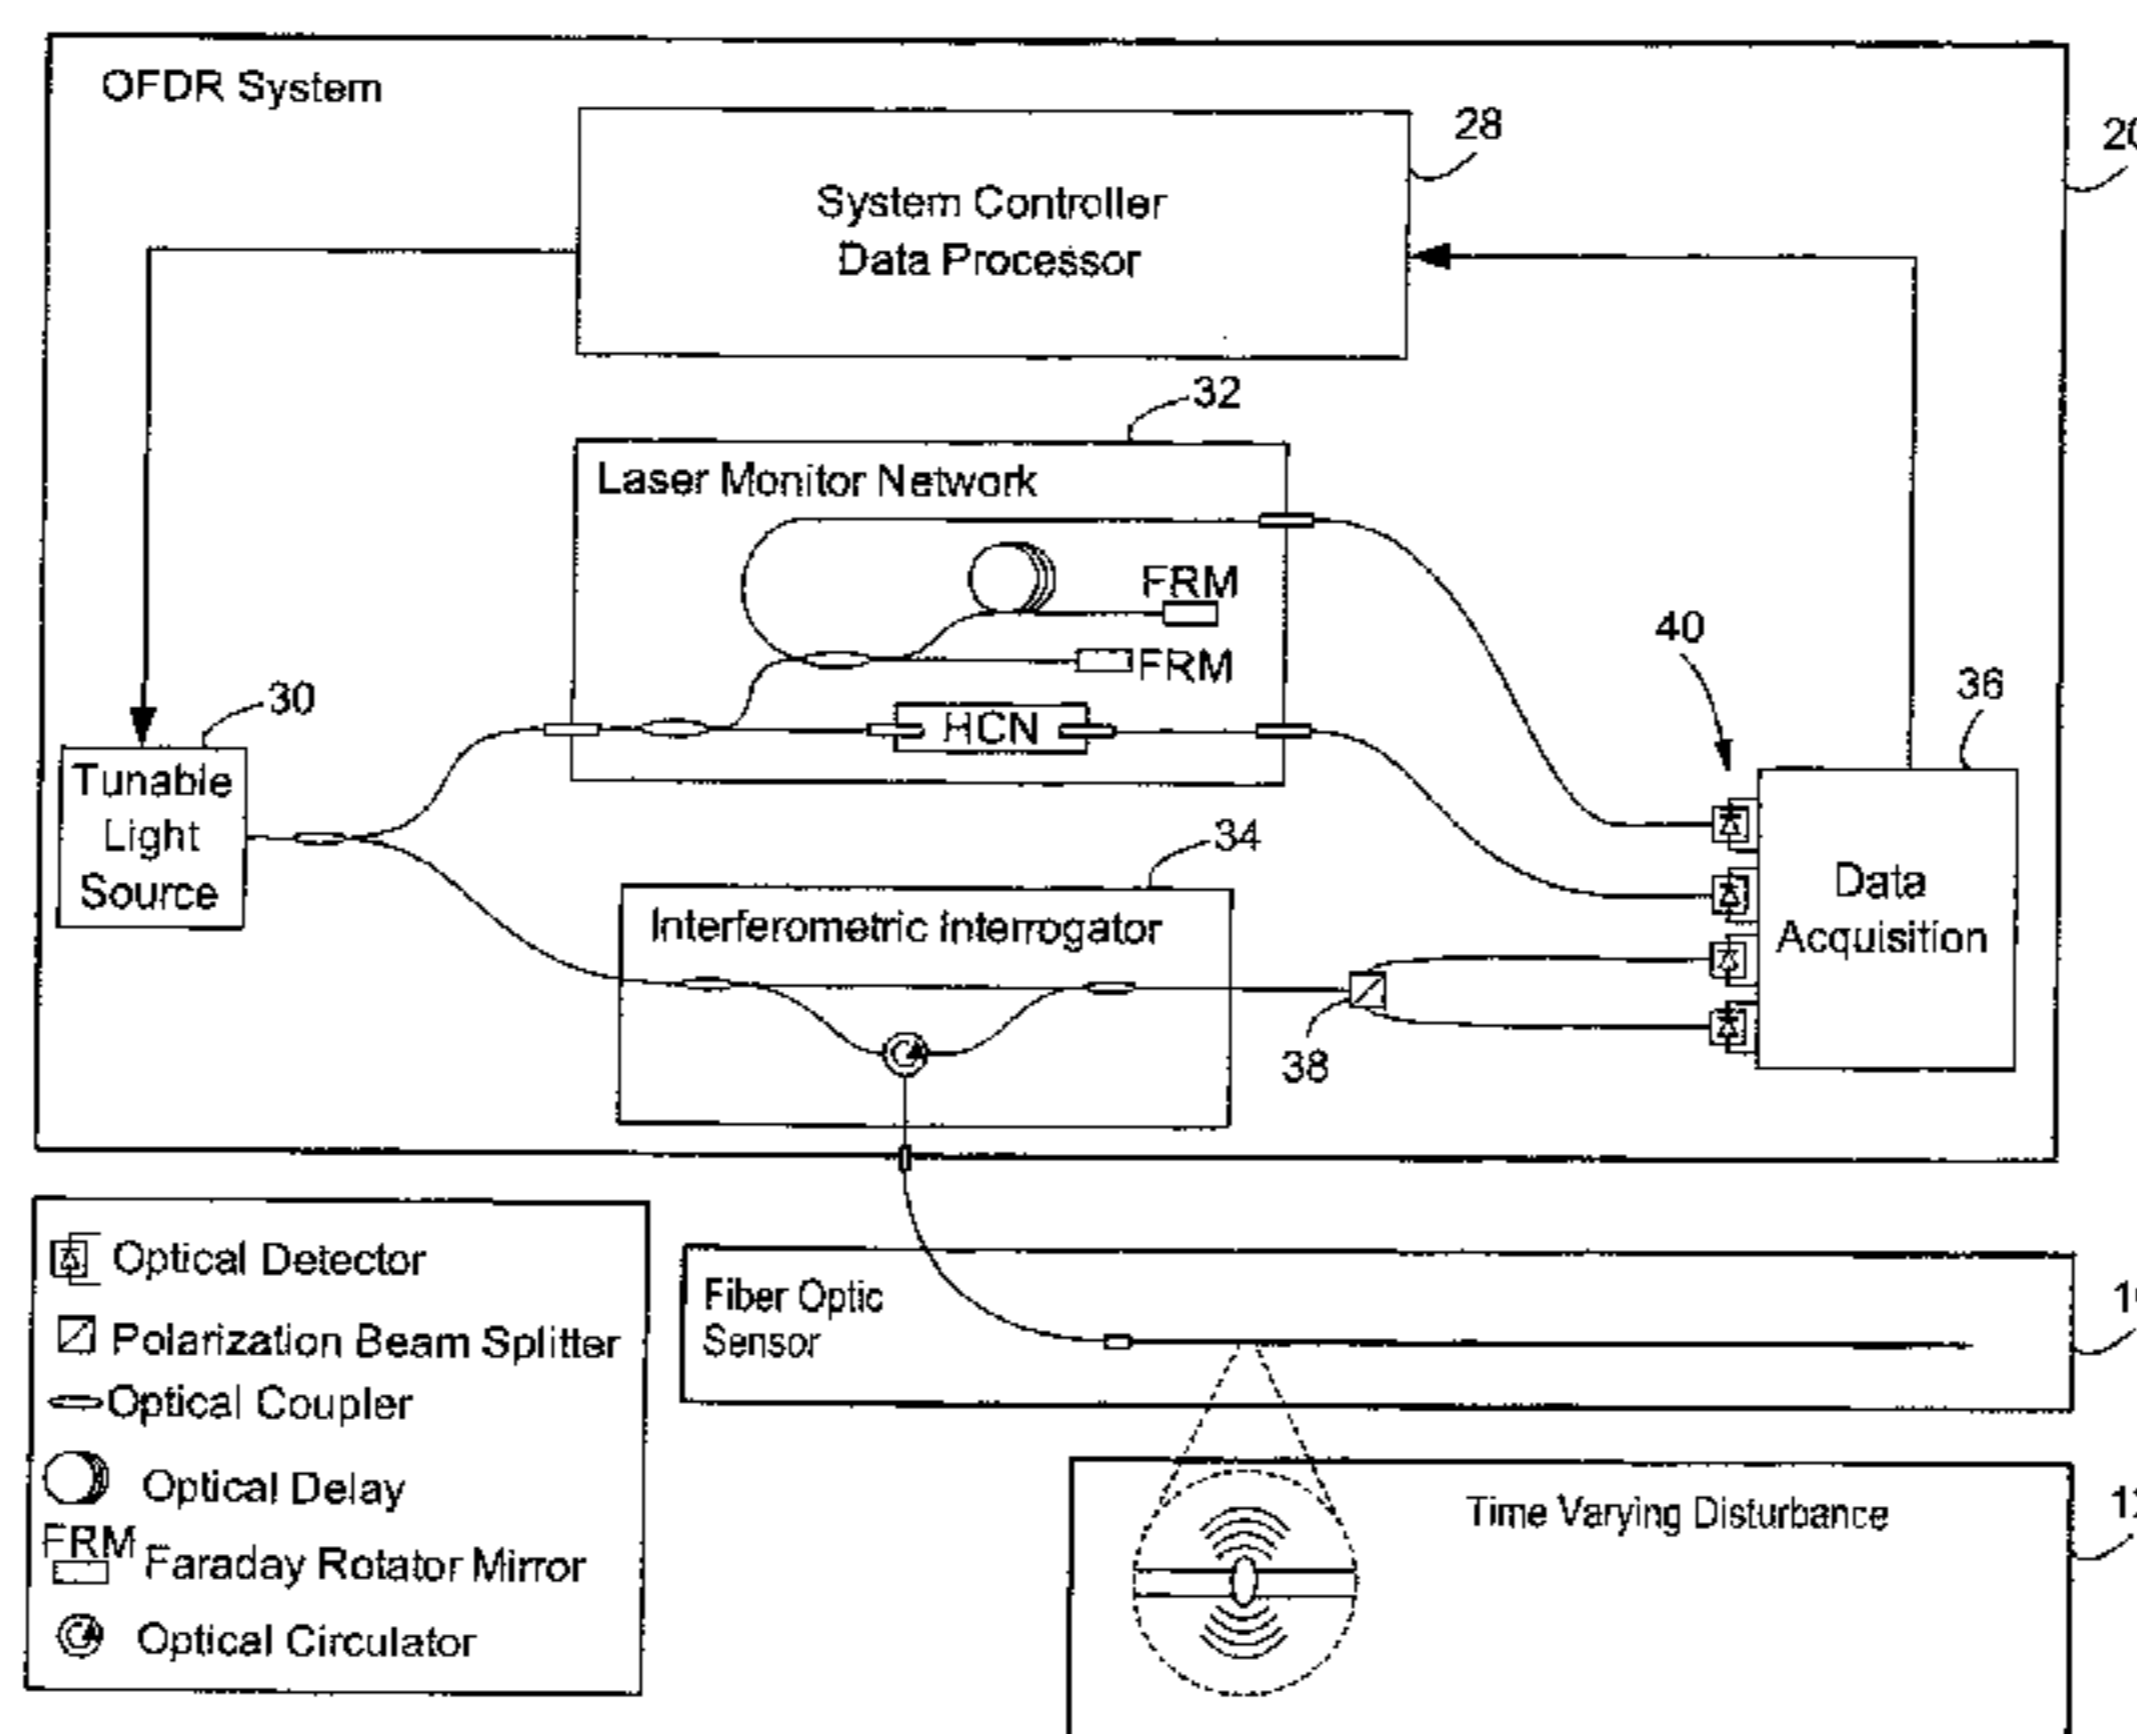 OFDR System
28
System Controller
Data Processor
32
Laser Monitor Network
FRM
FRM
HCN
40
36
30
Tunable
Light
Source
34
Interferometric Interrogator
38
Data
Acquisition
Optical Detector
Polarization Beam Splitter
Optical Coupler
Optical Delay
FRM
Faraday Rotator Mirror
Optical Circulator
Fiber Optic
Sensor
Time Varying Disturbance